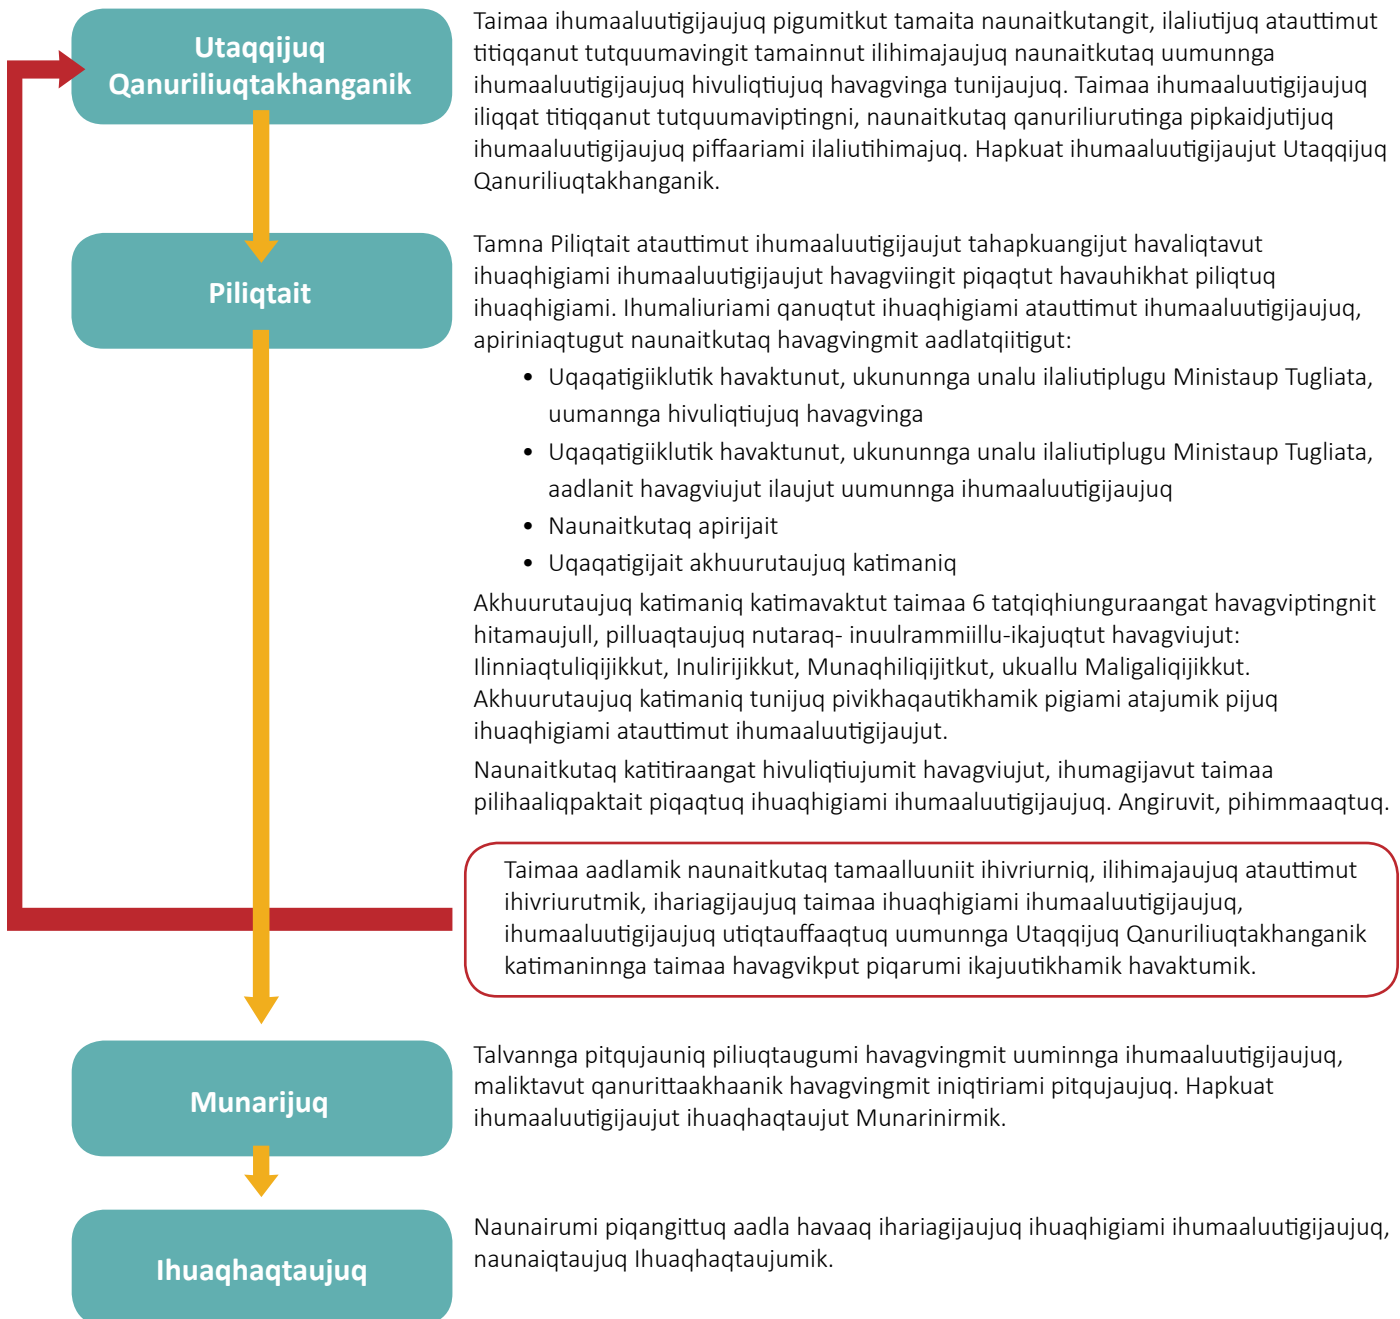 Utaqqijuq
Qanuriliuqtakhanganik
Taimaa ihumaaluutigijaujuq pigumitkut tamaita naunaitkutangit, ilaliutijuq atauttimut
titiqqanut tutquumavingit tamainnut ilihimajaujuq naunaitkutaq uumunnga
ihumaaluutigijaujuq hivuliqtiujuq havagvinga tunijaujuq. Taimaa ihumaaluutigijaujuq
iliqqat titiqqanut tutquumaviptingni, naunaitkutaq qanuriliurutinga pipkaidjutijuq
ihumaaluutigijaujuq piffaariami ilaliutihimajuq. Hapkuat ihumaaluutigijaujut Utaqqijuq
Qanuriliuqtakhanganik.
Piliqtait
Tamna Piliqtait atauttimut ihumaaluutigijaujut tahapkuangijut havaliqtavut
ihuaqhigiami ihumaaluutigijaujut havagviingit piqaqtut havauhikhat piliqtuq
ihuaqhigiami. Ihumaliuriami qanuqtut ihuaqhigiami atauttimut ihumaaluutigijaujuq,
apiriniaqtugut naunaitkutaq havagvingmit aadlatqiitigut:
• Uqaqatigiiklutik havaktunut, ukununnga unalu ilaliutiplugu Ministaup Tugliata,
uumannga hivuliqtiujuq havagvinga
• Uqaqatigiiklutik havaktunut, ukununnga unalu ilaliutiplugu Ministaup Tugliata,
aadlanit havagviujut ilaujut uumunnga ihumaaluutigijaujuq
• Naunaitkutaq apirijait
• Uqaqatigijait akhuurutaujuq katimaniq
Akhuurutaujuq katimaniq katimavaktut taimaa 6 tatqiqhiunguraangat havagviptingnit
hitamaujull, pilluaqtaujuq nutaraq- inuulrammiillu-ikajuqtut havagviujut:
Ilinniaqtuliqijikkut, Inulirijikkut, Munaqhiliqijitkut, ukuallu Maligaliqijikkut.
Akhuurutaujuq katimaniq tunijuq pivikhaqautikhamik pigiami atajumik pijuq
ihuaqhigiami atauttimut ihumaaluutigijaujut.
Naunaitkutaq katitiraangat hivuliqtiujumit havagviujut, ihumagijavut taimaa
pilihaaliqpaktait piqaqtuq ihuaqhigiami ihumaaluutigijaujuq. Angiruvit, pihimmaaqtuq.
Taimaa aadlamik naunaitkutaq tamaalluuniit ihivriurniq, ilihimajaujuq atauttimut
ihivriurutmik, ihariagijaujuq taimaa ihuaqhigiami ihumaaluutigijaujuq,
ihumaaluutigijaujuq utiqtauffaaqtuq uumunnga Utaqqijuq Qanuriliuqtakhanganik
katimaninnga taimaa havagvikput piqarumi ikajuutikhamik havaktumik.
Munarijuq
Talvannga pitqujauniq piliuqtaugumi havagvingmit uuminnga ihumaaluutigijaujuq,
maliktavut qanurittaakhaanik havagvingmit iniqtiriami pitqujaujuq. Hapkuat
ihumaaluutigijaujut ihuaqhaqtaujut Munarinirmik.
Ihuaqhaqtaujuq
Naunairumi piqangittuq aadla havaaq ihariagijaujuq ihuaqhigiami ihumaaluutigijaujuq,
naunaiqtaujuq Ihuaqhaqtaujumik.